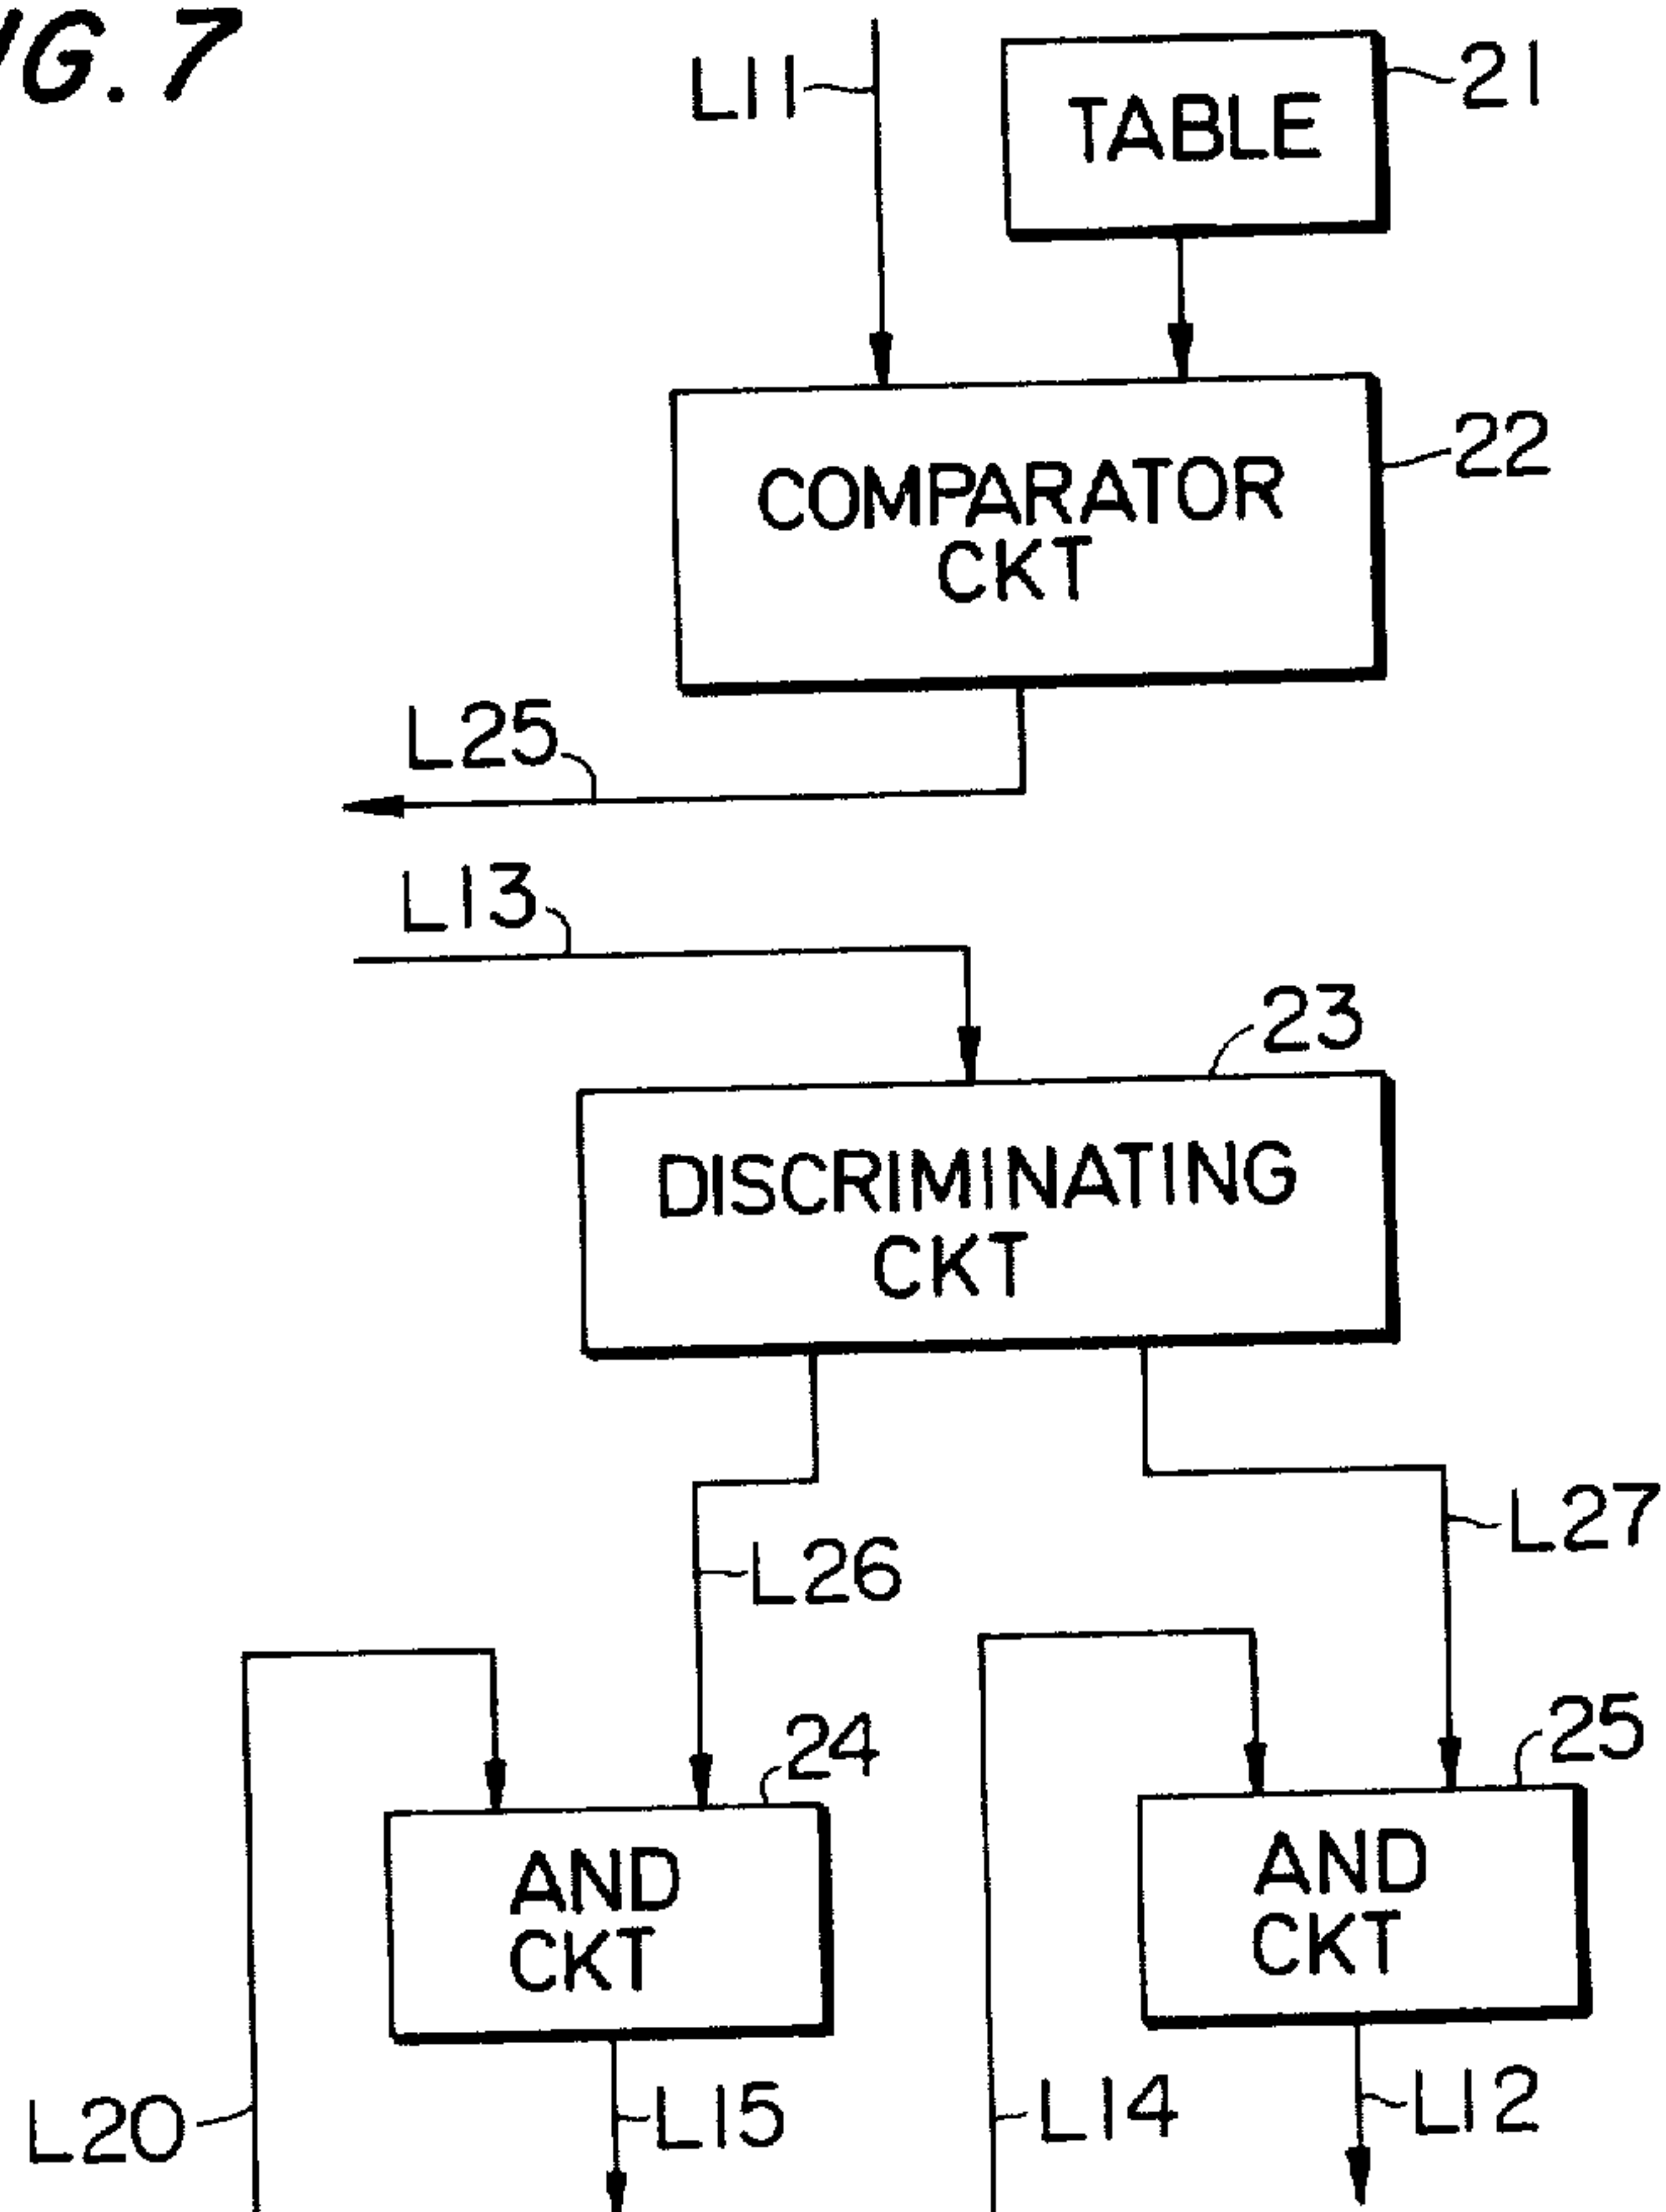 IG. 7
L11
TABLE
21
COMPARATOR
CKT
22
L25
L13
23
DISCRIMINATING
CKT
L26
L27
24
25
AND
CKT
AND
CKT
L20
L15
L14
L12